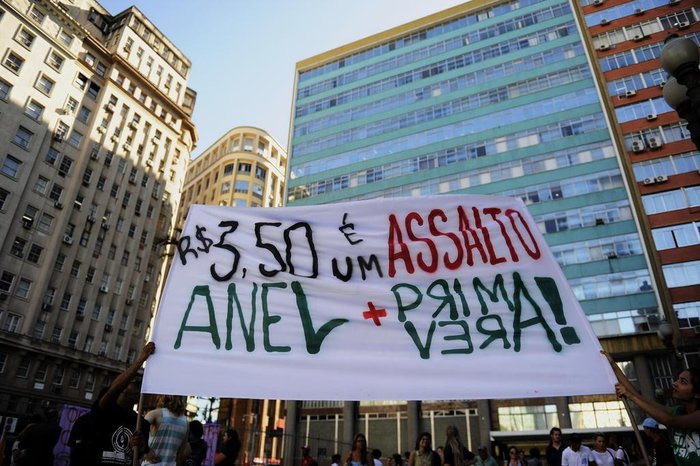 R$3,50 É UM ASSALTO
ANEL + PRIMA
VERA!